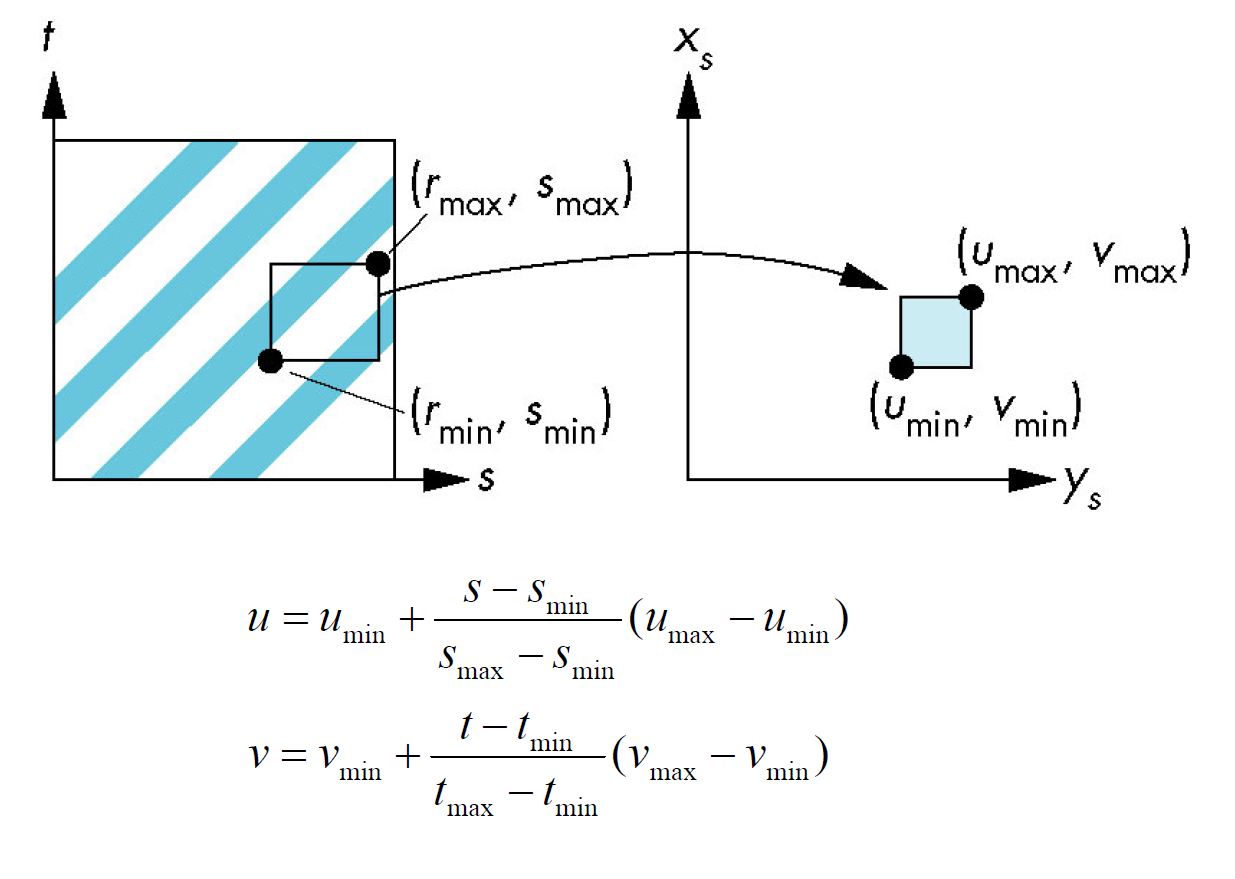 t
x_s
(r_max, s_max)
(u_max, v_max)
(r_min, s_min)
(u_min, v_min)
s
y_s
u = u_min + (s − s_min)/(s_max − s_min) (u_max − u_min)
v = v_min + (t − t_min)/(t_max − t_min) (v_max − v_min)